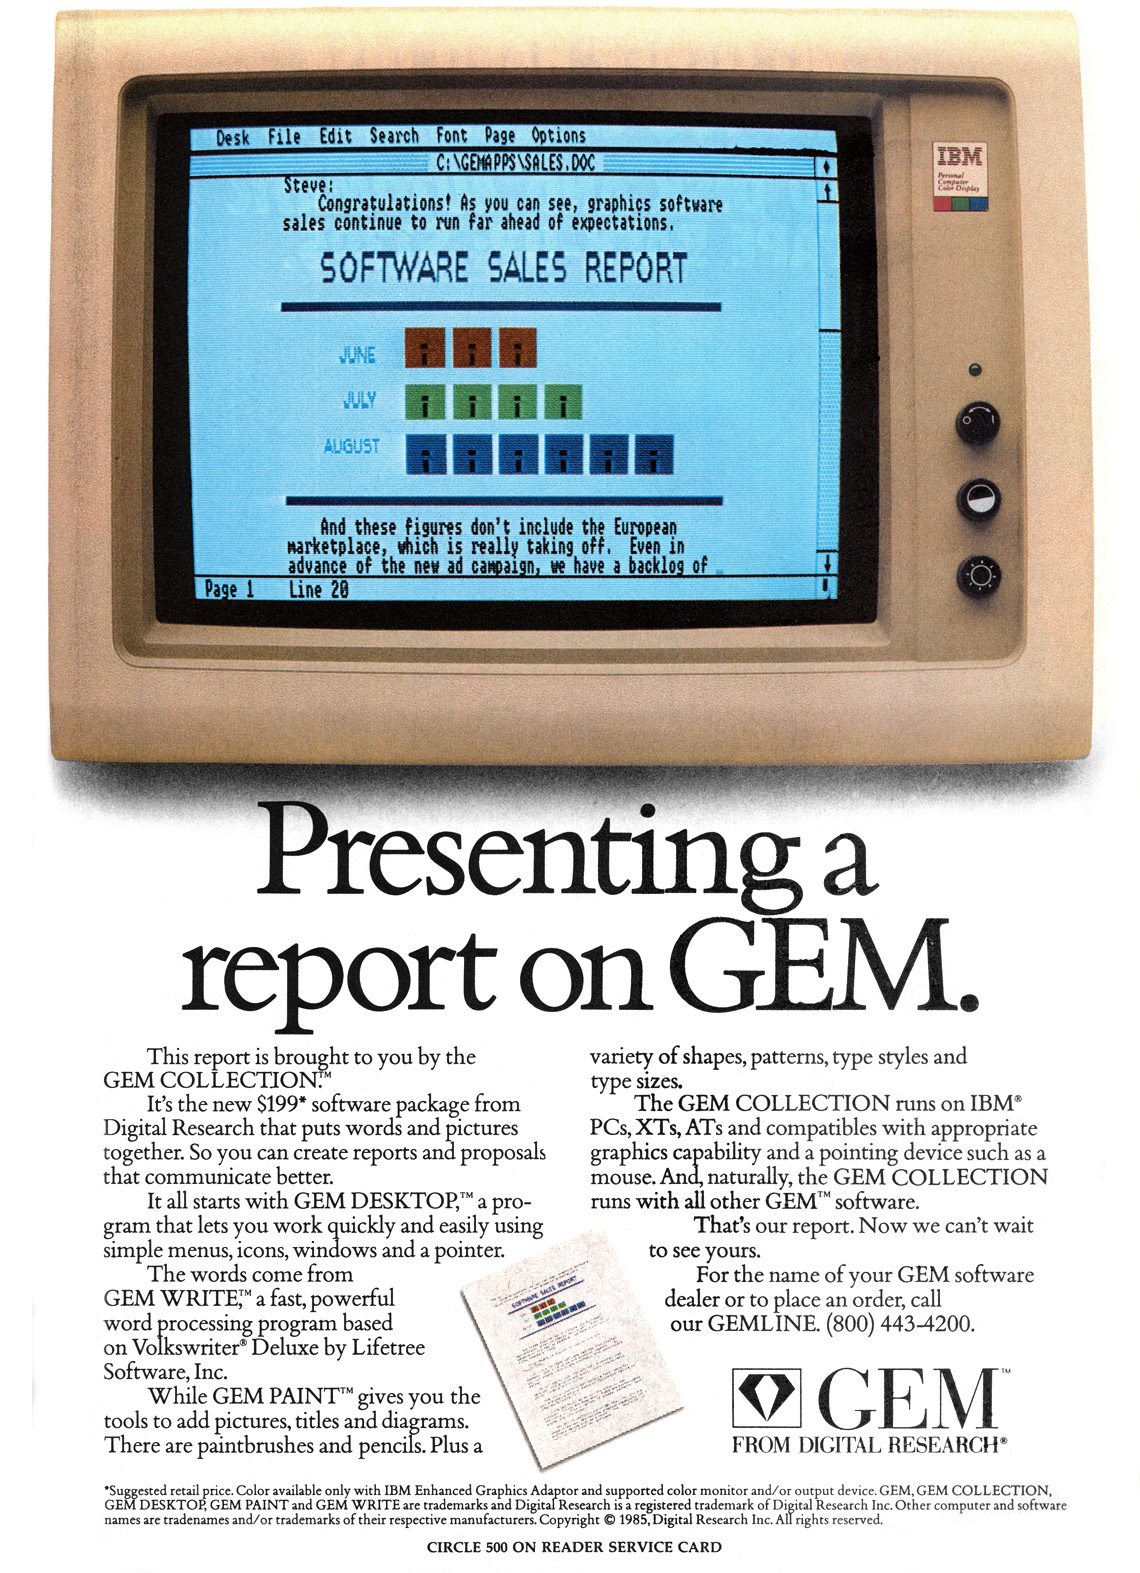 Desk File Edit Search Font Page Options
C:\GEMAPPS\SALES.DOC
Steve:
Congratulations! As you can see, graphics software
sales continue to run far ahead of expectations.
SOFTWARE SALES REPORT
JUNE
JULY
AUGUST
And these figures don't include the European
marketplace, which is really taking off. Even in
advance of the new ad campaign, we have a backlog of _
Page 1 Line 20
IBM
Personal
Computer
Color Display
Presenting a
report on GEM.
This report is brought to you by the
GEM COLLECTION.™
It's the new $199* software package from
Digital Research that puts words and pictures
together. So you can create reports and proposals
that communicate better.
It all starts with GEM DESKTOP,™ a pro-
gram that lets you work quickly and easily using
simple menus, icons, windows and a pointer.
The words come from
GEM WRITE,™ a fast, powerful
word processing program based
on Volkswriter® Deluxe by Lifetree
Software, Inc.
While GEM PAINT™ gives you the
tools to add pictures, titles and diagrams.
There are paintbrushes and pencils. Plus a
variety of shapes, patterns, type styles and
type sizes.
The GEM COLLECTION runs on IBM®
PCs, XTs, ATs and compatibles with appropriate
graphics capability and a pointing device such as a
mouse. And, naturally, the GEM COLLECTION
runs with all other GEM™ software.
That's our report. Now we can't wait
to see yours.
For the name of your GEM software
dealer or to place an order, call
our GEMLINE. (800) 443-4200.
SOFTWARE SALES REPORT
GEM™
FROM DIGITAL RESEARCH®
*Suggested retail price. Color available only with IBM Enhanced Graphics Adaptor and supported color monitor and/or output device. GEM, GEM COLLECTION,
GEM DESKTOP, GEM PAINT and GEM WRITE are trademarks and Digital Research is a registered trademark of Digital Research Inc. Other computer and software
names are tradenames and/or trademarks of their respective manufacturers. Copyright © 1985, Digital Research Inc. All rights reserved.
CIRCLE 500 ON READER SERVICE CARD